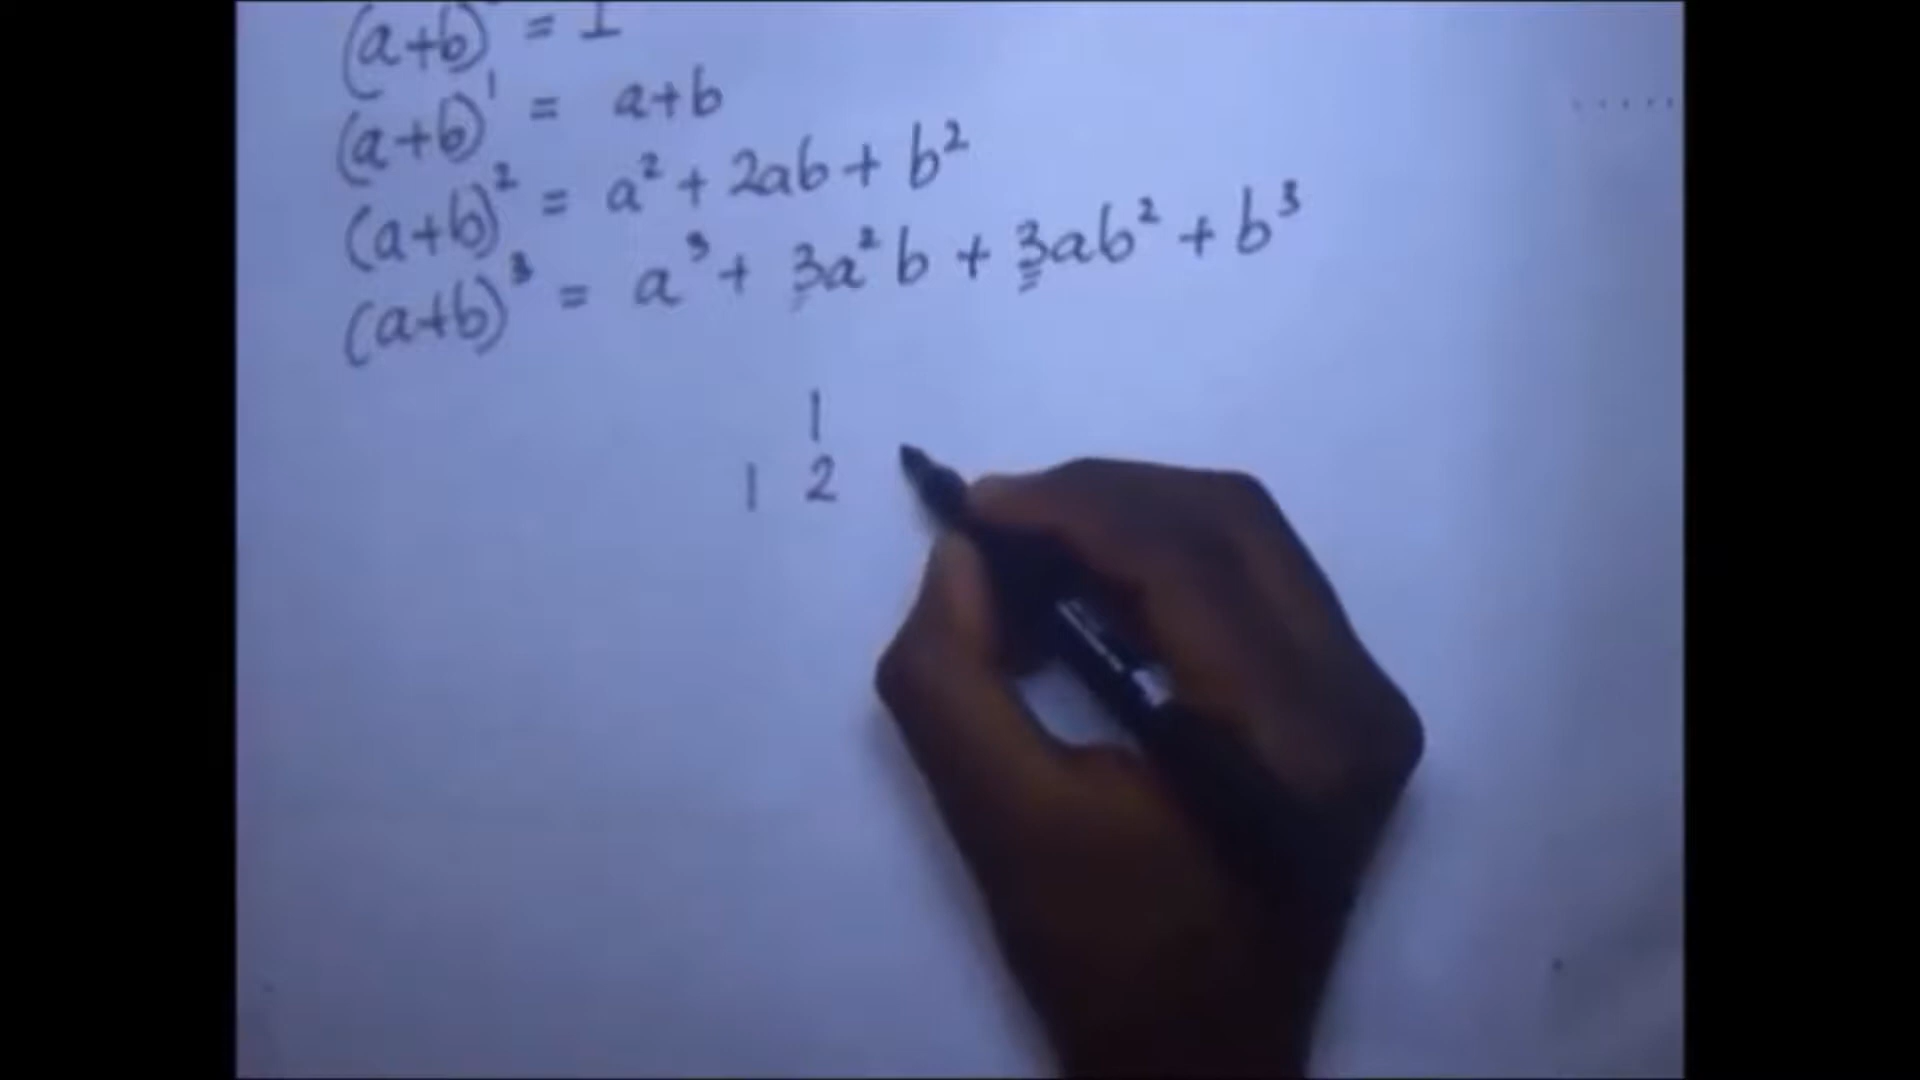 (a+b)⁰ = 1
(a+b)¹ = a+b
(a+b)² = a² + 2ab + b²
(a+b)³ = a³ + 3a²b + 3ab² + b³
1
1 2